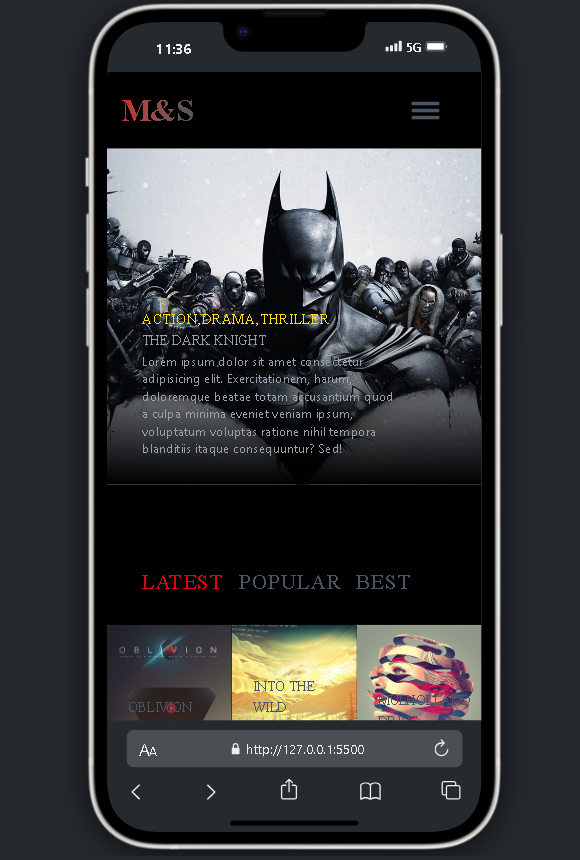 11:36
5G
M&S
ACTION,DRAMA,THRILLER
THE DARK KNIGHT
Lorem ipsum dolor sit amet consectetur
adipisicing elit. Exercitationem, harum,
doloremque beatae totam accusantium quod
a culpa minima eveniet veniam ipsum,
voluptatum voluptas ratione nihil tempora
blanditiis itaque consequuntur? Sed!
LATEST POPULAR BEST
OBLIVION
OBLIVION
INTO THE
WILD
AA
http://127.0.0.1:5500